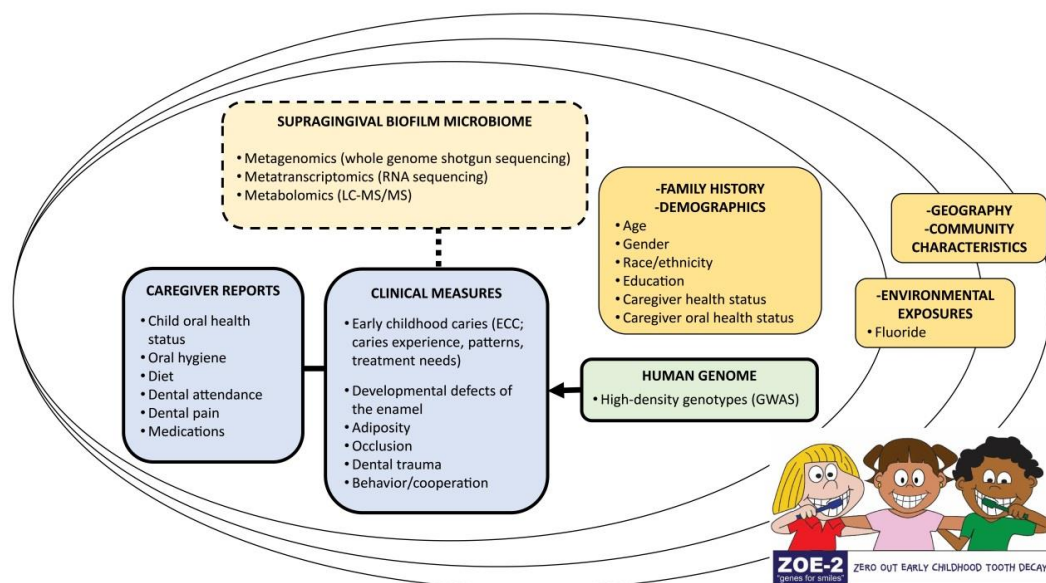 SUPRAGINGIVAL BIOFILM MICROBIOME
• Metagenomics (whole genome shotgun sequencing)
• Metatranscriptomics (RNA sequencing)
• Metabolomics (LC-MS/MS)
-FAMILY HISTORY
-DEMOGRAPHICS
• Age
• Gender
• Race/ethnicity
• Education
• Caregiver health status
• Caregiver oral health status
-GEOGRAPHY
-COMMUNITY
CHARACTERISTICS
-ENVIRONMENTAL
EXPOSURES
• Fluoride
CAREGIVER REPORTS
• Child oral health
status
• Oral hygiene
• Diet
• Dental attendance
• Dental pain
• Medications
CLINICAL MEASURES
• Early childhood caries (ECC;
caries experience, patterns,
treatment needs)
• Developmental defects of
the enamel
• Adiposity
• Occlusion
• Dental trauma
• Behavior/cooperation
HUMAN GENOME
• High-density genotypes (GWAS)
ZOE-2
"genes for smiles"
ZERO OUT EARLY CHILDHOOD TOOTH DECAY